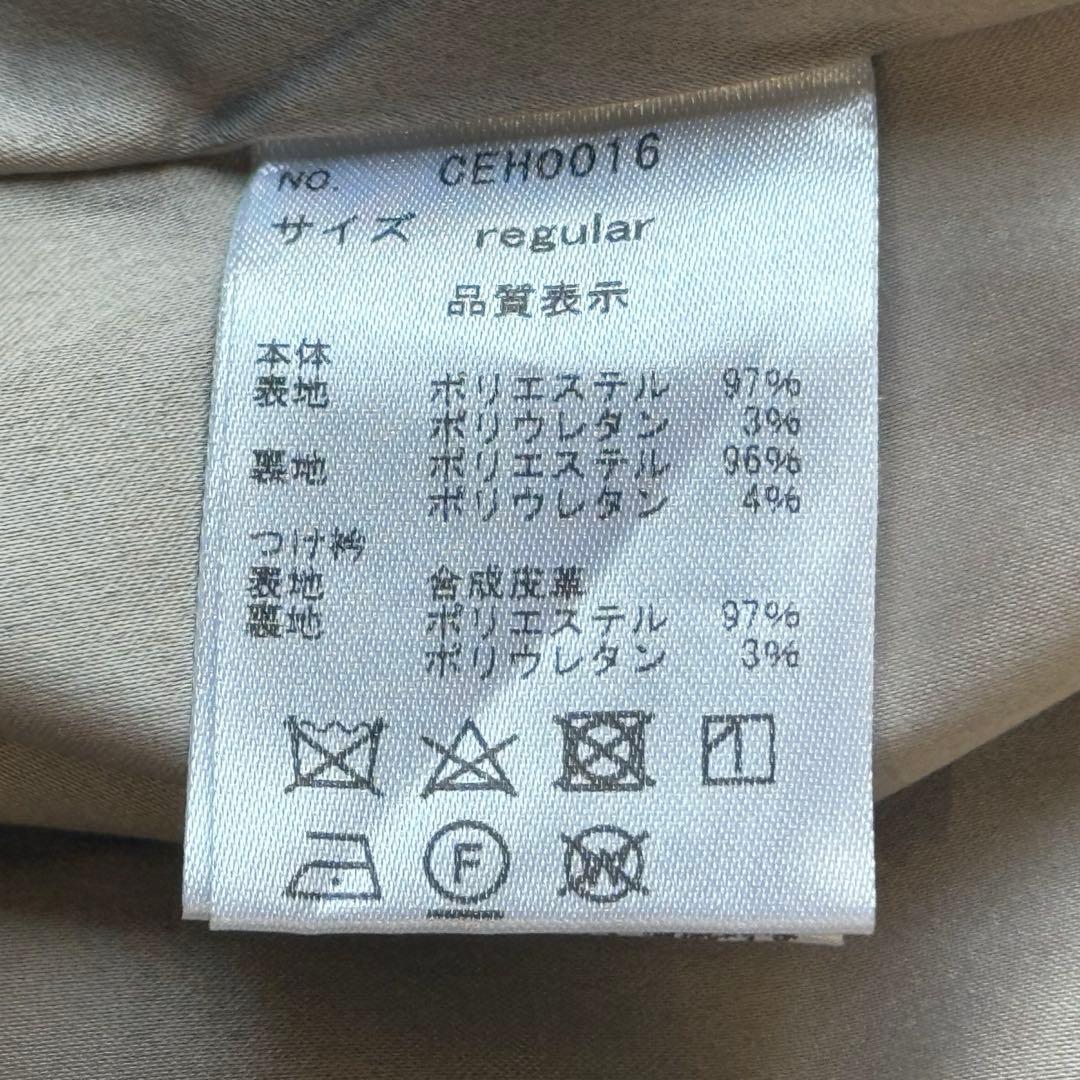 NO. CEH0016
サイズ regular
品質表示
本体
表地 ポリエステル 97%
ポリウレタン 3%
裏地 ポリエステル 96%
ポリウレタン 4%
つけ衿
表地 合成皮革
裏地 ポリエステル 97%
ポリウレタン 3%
F
W